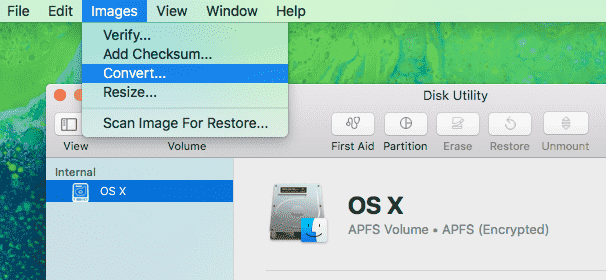 File Edit Images View Window Help
Verify...
Add Checksum...
Convert...
Resize...
Scan Image For Restore...
Disk Utility
View Volume First Aid Partition Erase Restore Unmount
Internal
OS X
OS X
APFS Volume • APFS (Encrypted)